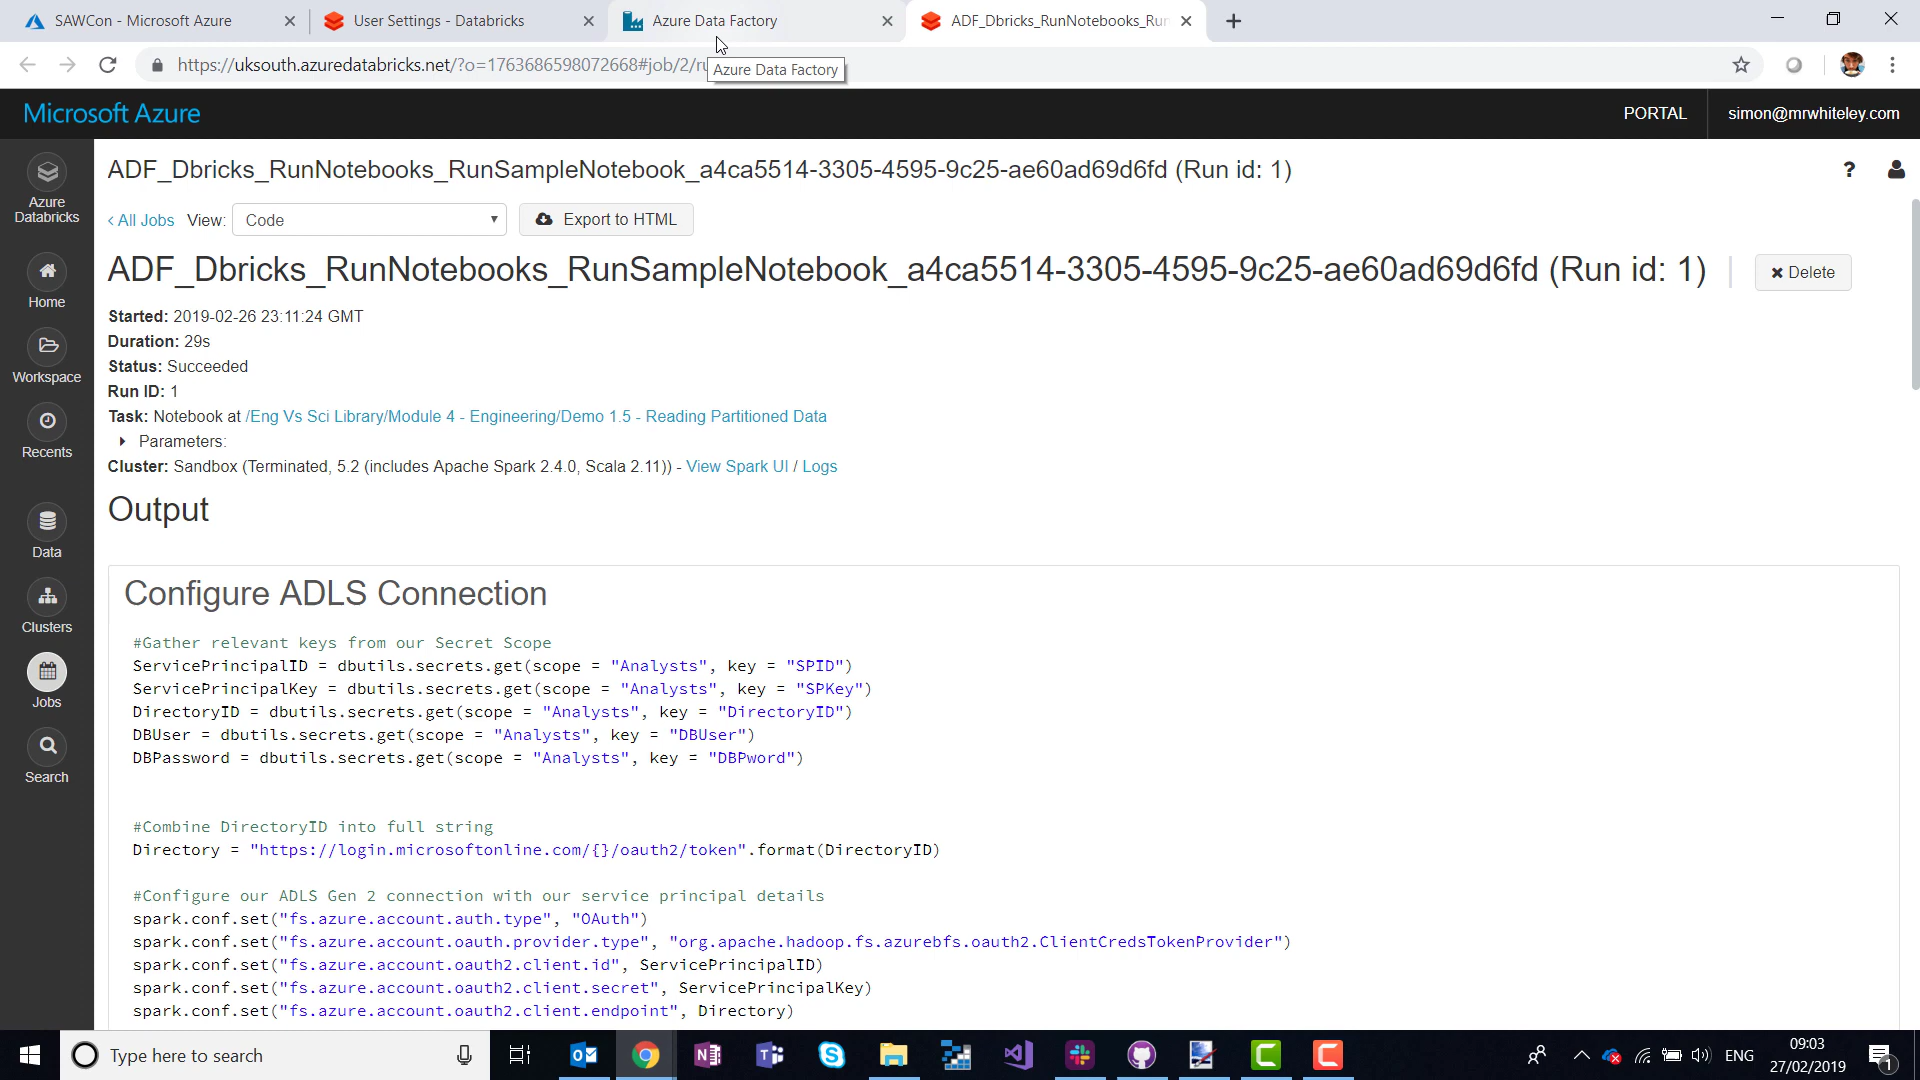 SAWCon - Microsoft Azure
User Settings - Databricks
Azure Data Factory
ADF_Dbricks_RunNotebooks_Run
https://uksouth.azuredatabricks.net/?o=1763686598072668#job/2/ru
Azure Data Factory
Microsoft Azure
PORTAL
simon@mrwhiteley.com
Azure
Databricks
Home
Workspace
Recents
Data
Clusters
Jobs
Search
ADF_Dbricks_RunNotebooks_RunSampleNotebook_a4ca5514-3305-4595-9c25-ae60ad69d6fd (Run id: 1)
?
< All Jobs View: Code Export to HTML
ADF_Dbricks_RunNotebooks_RunSampleNotebook_a4ca5514-3305-4595-9c25-ae60ad69d6fd (Run id: 1)
Delete
Started: 2019-02-26 23:11:24 GMT
Duration: 29s
Status: Succeeded
Run ID: 1
Task: Notebook at /Eng Vs Sci Library/Module 4 - Engineering/Demo 1.5 - Reading Partitioned Data
Parameters:
Cluster: Sandbox (Terminated, 5.2 (includes Apache Spark 2.4.0, Scala 2.11)) - View Spark UI / Logs
Output
Configure ADLS Connection
#Gather relevant keys from our Secret Scope
ServicePrincipalID = dbutils.secrets.get(scope = "Analysts", key = "SPID")
ServicePrincipalKey = dbutils.secrets.get(scope = "Analysts", key = "SPKey")
DirectoryID = dbutils.secrets.get(scope = "Analysts", key = "DirectoryID")
DBUser = dbutils.secrets.get(scope = "Analysts", key = "DBUser")
DBPassword = dbutils.secrets.get(scope = "Analysts", key = "DBPword")
#Combine DirectoryID into full string
Directory = "https://login.microsoftonline.com/{}/oauth2/token".format(DirectoryID)
#Configure our ADLS Gen 2 connection with our service principal details
spark.conf.set("fs.azure.account.auth.type", "OAuth")
spark.conf.set("fs.azure.account.oauth.provider.type", "org.apache.hadoop.fs.azurebfs.oauth2.ClientCredsTokenProvider")
spark.conf.set("fs.azure.account.oauth2.client.id", ServicePrincipalID)
spark.conf.set("fs.azure.account.oauth2.client.secret", ServicePrincipalKey)
spark.conf.set("fs.azure.account.oauth2.client.endpoint", Directory)
Type here to search
ENG
09:03
27/02/2019
1